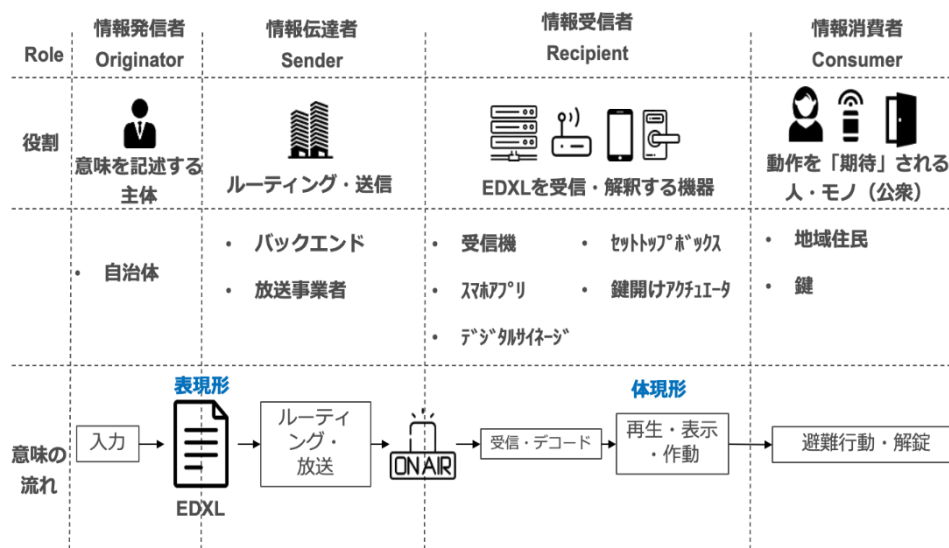 Role
情報発信者
Originator
情報伝達者
Sender
情報受信者
Recipient
情報消費者
Consumer
役割
意味を記述する
主体
ルーティング・送信
EDXLを受信・解釈する機器
動作を「期待」される
人・モノ（公衆）
• 自治体
• バックエンド
• 放送事業者
• 受信機
• ｽﾏﾎｱﾌﾟﾘ
• ﾃﾞｼﾞﾀﾙｻｲﾈｰｼﾞ
• ｾｯﾄﾄｯﾌﾟﾎﾞｯｸｽ
• 鍵開けｱｸﾁｭｴｰﾀ
• 地域住民
• 鍵
意味の
流れ
入力
表現形
EDXL
ルーティ
ング・
放送
ON AIR
受信・デコード
体現形
再生・表示
・作動
避難行動・解錠